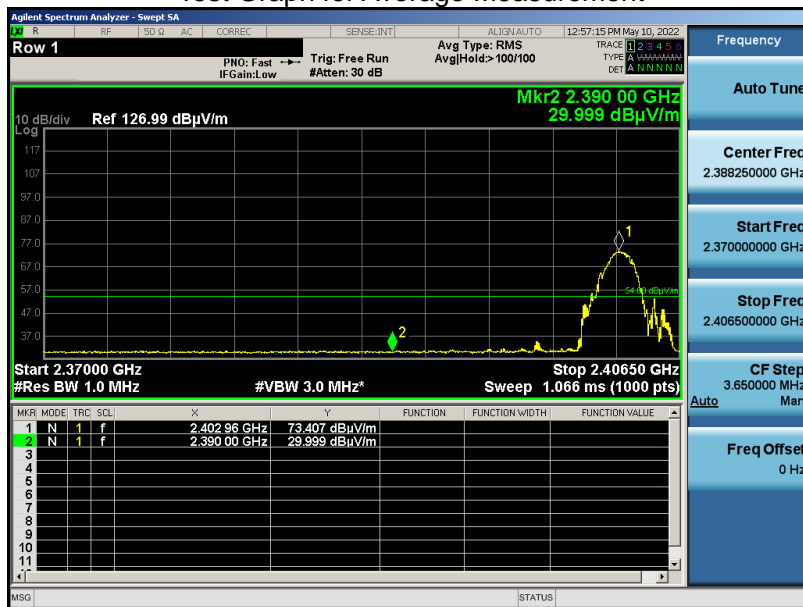 Test Graph for Average Measurement
Agilent Spectrum Analyzer - Swept SA
LXI R RF 50 Ω AC CORREC SENSE:INT ALIGN AUTO 12:57:15 PM May 10, 2022
Row 1
PNO: Fast
IFGain:Low
Trig: Free Run
#Atten: 30 dB
Avg Type: RMS
Avg|Hold:>100/100
TRACE 1 2 3 4 5 6
TYPE A WWWWW
DET A N N N N N
Mkr2 2.390 00 GHz
29.999 dBµV/m
10 dB/div Ref 126.99 dBµV/m
Log
117
107
97.0
87.0
77.0
67.0
57.0
47.0
37.0
1
2
54.00 dBµV/m
Start 2.37000 GHz Stop 2.40650 GHz
#Res BW 1.0 MHz #VBW 3.0 MHz* Sweep 1.066 ms (1000 pts)
MKR MODE TRC SCL X Y FUNCTION FUNCTION WIDTH FUNCTION VALUE
1 N 1 f 2.402 96 GHz 73.407 dBµV/m
2 N 1 f 2.390 00 GHz 29.999 dBµV/m
3
4
5
6
7
8
9
10
11
MSG STATUS
Frequency
Auto Tune
Center Freq
2.388250000 GHz
Start Freq
2.370000000 GHz
Stop Freq
2.406500000 GHz
CF Step
3.650000 MHz
Auto Man
Freq Offset
0 Hz